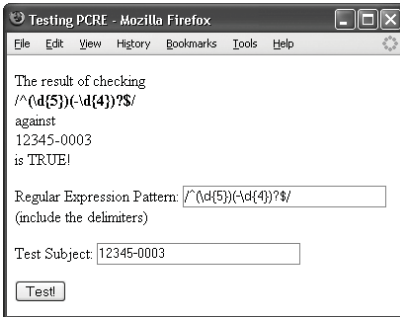 Testing PCRE - Mozilla Firefox
File Edit View History Bookmarks Tools Help
The result of checking
/^(\d{5})(-\d{4})?$/
against
12345-0003
is TRUE!
Regular Expression Pattern: /^(\d{5})(-\d{4})?$/
(include the delimiters)
Test Subject: 12345-0003
Test!